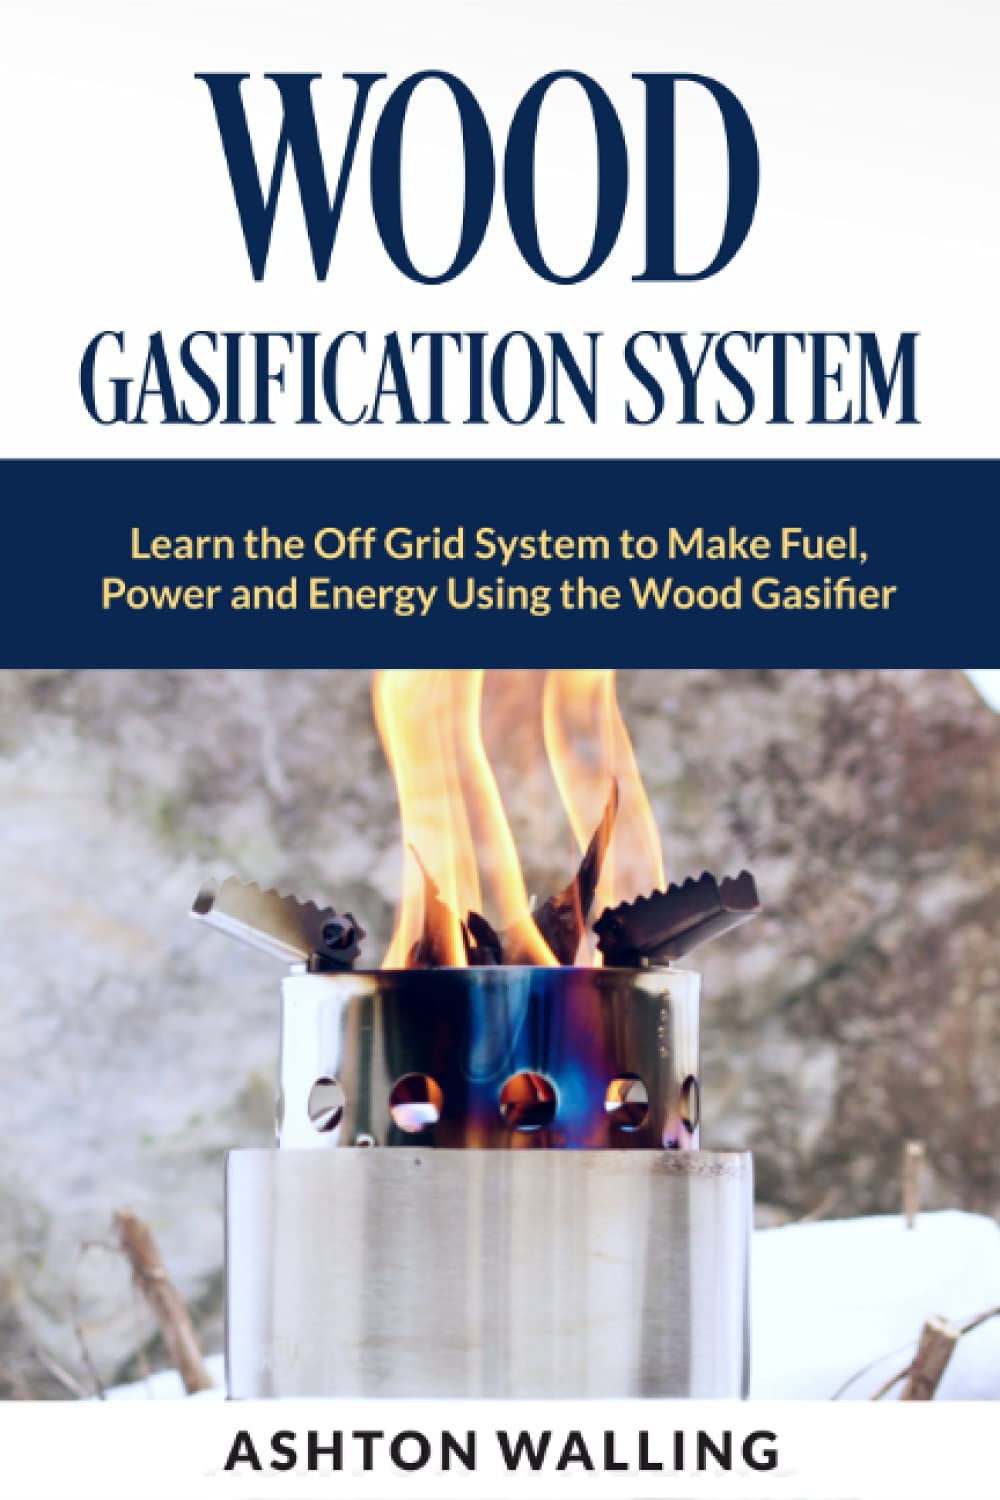 WOOD
GASIFICATION SYSTEM
Learn the Off Grid System to Make Fuel,
Power and Energy Using the Wood Gasifier
ASHTON WALLING